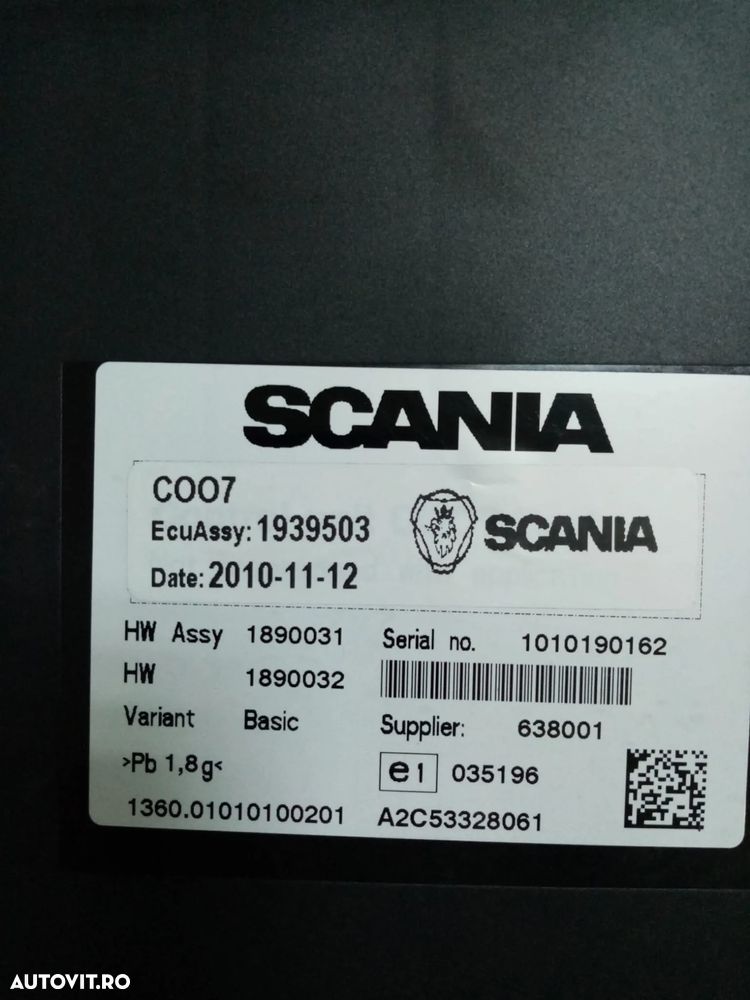 SCANIA
COO7
EcuAssy: 1939503
Date: 2010-11-12
SCANIA
HW Assy 1890031
Serial no. 1010190162
HW 1890032
Variant Basic
Supplier: 638001
>Pb 1,8g<
e1 035196
1360.01010100201
A2C53328061
AUTOVIT.RO